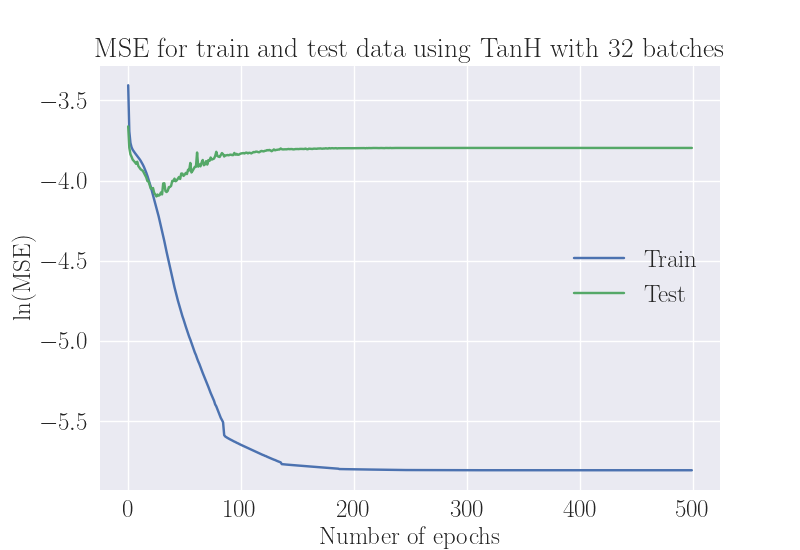 MSE for train and test data using TanH with 32 batches
−3.5
−4.0
−4.5
−5.0
−5.5
ln(MSE)
Train
Test
0 100 200 300 400 500
Number of epochs